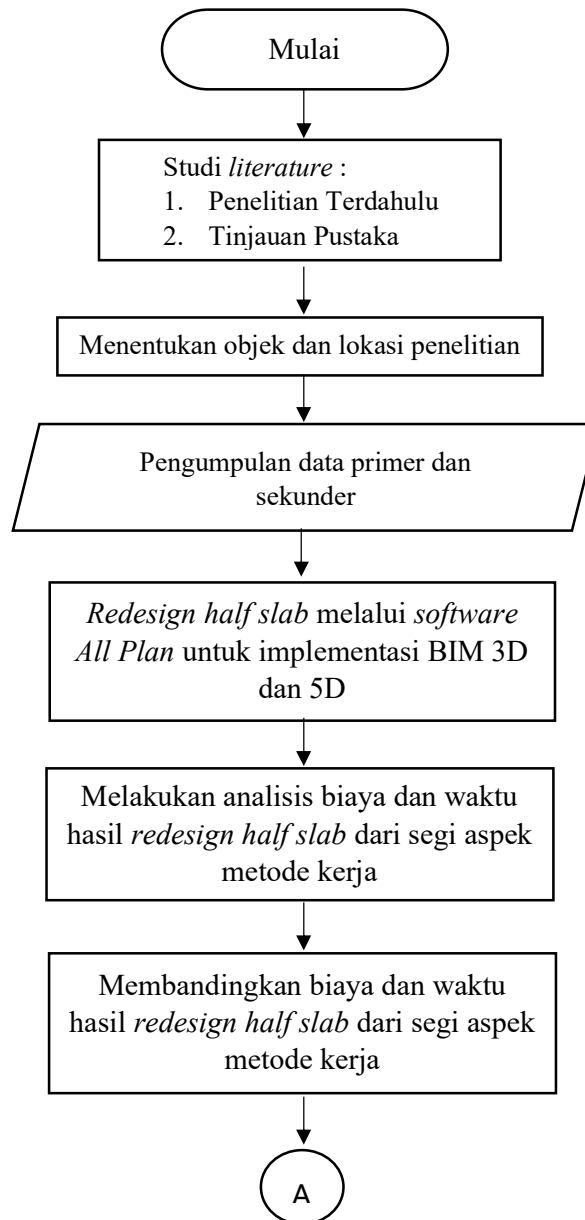 Mulai
Studi literature :
1. Penelitian Terdahulu
2. Tinjauan Pustaka
Menentukan objek dan lokasi penelitian
Pengumpulan data primer dan
sekunder
Redesign half slab melalui software
All Plan untuk implementasi BIM 3D
dan 5D
Melakukan analisis biaya dan waktu
hasil redesign half slab dari segi aspek
metode kerja
Membandingkan biaya dan waktu
hasil redesign half slab dari segi aspek
metode kerja
A